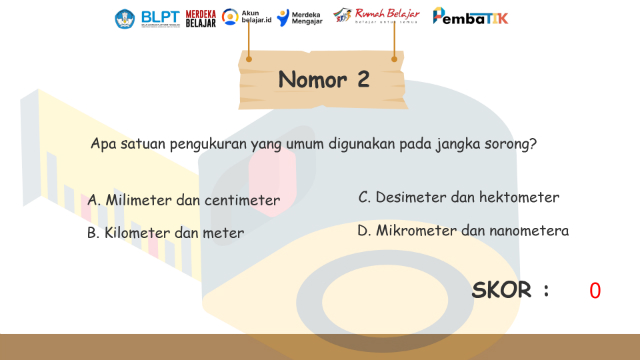 BLPT
MERDEKA
BELAJAR
Akun
belajar.id
Merdeka
Mengajar
Rumah Belajar
PembaTIK
Nomor 2
Apa satuan pengukuran yang umum digunakan pada jangka sorong?
A. Milimeter dan centimeter
C. Desimeter dan hektometer
B. Kilometer dan meter
D. Mikrometer dan nanometera
SKOR :
0